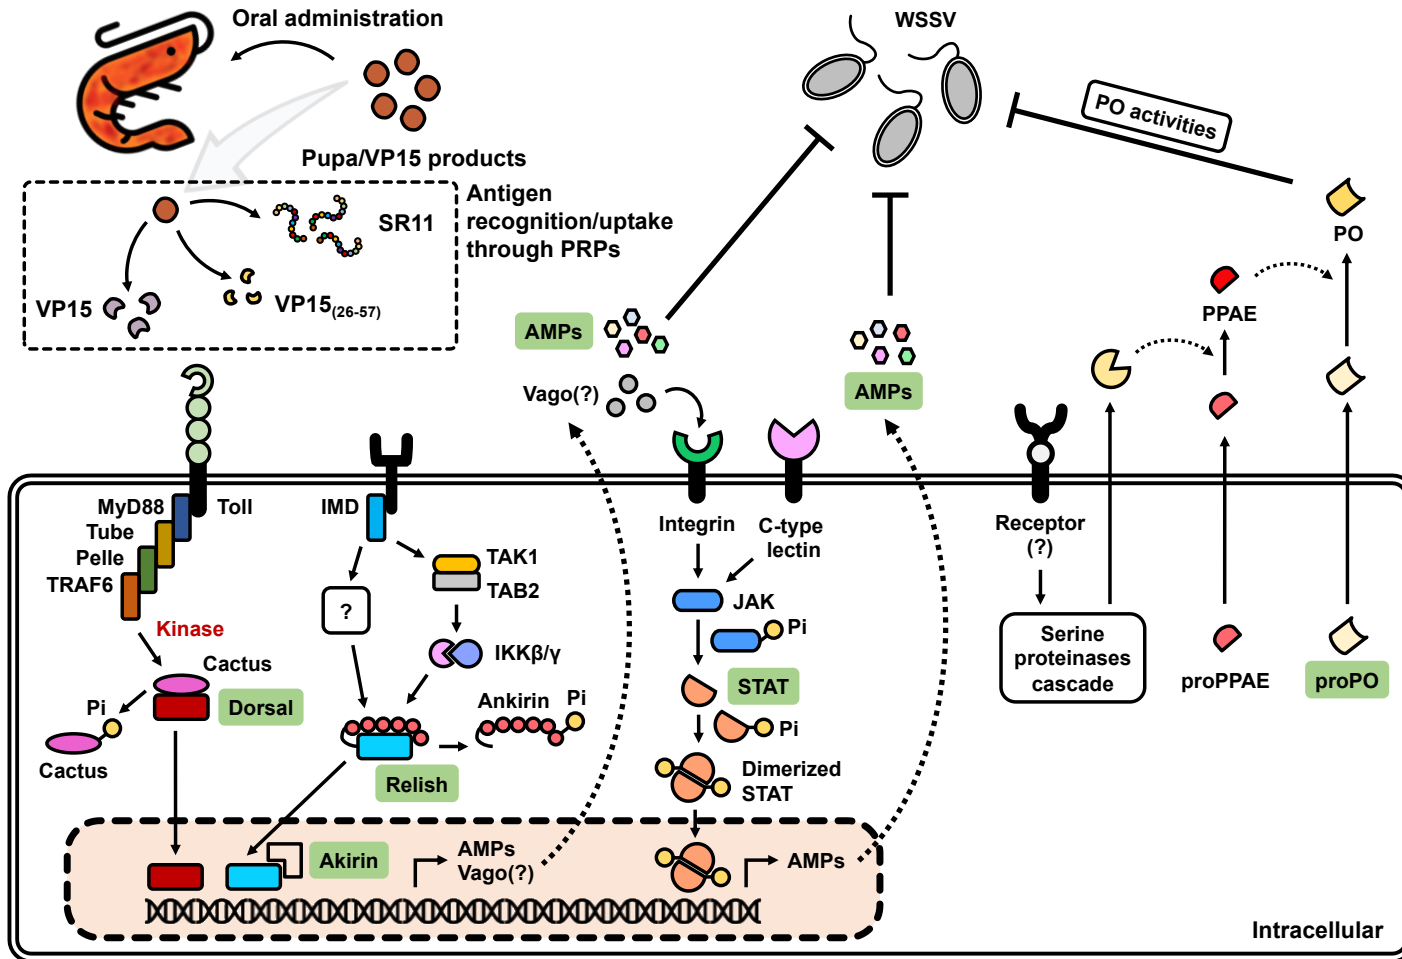 Oral administration
WSSV
PO activities
Pupa/VP15 products
Antigen
recognition/uptake
through PRPs
SR11
VP15
VP15(26-57)
PO
PPAE
AMPs
Vago(?)
AMPs
MyD88
Toll
Tube
Pelle
TRAF6
Kinase
Cactus
Dorsal
Pi
Cactus
IMD
TAK1
TAB2
?
IKKβ/γ
Ankirin
Pi
Relish
Akirin
AMPs
Vago(?)
Integrin
C-type
lectin
JAK
Pi
STAT
Pi
Dimerized
STAT
AMPs
Receptor
(?)
Serine
proteinases
cascade
proPPAE
proPO
Intracellular